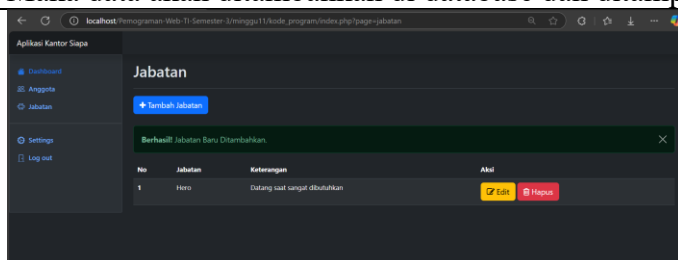 localhost/Pemograman-Web-TI-Semester-3/minggu11/kode_program/index.php?page=jabatan
Aplikasi Kantor Siapa
Dashboard
Anggota
Jabatan
Settings
Log out
Jabatan
+ Tambah Jabatan
Berhasil! Jabatan Baru Ditambahkan.
No Jabatan Keterangan Aksi
1 Hero Datang saat sangat dibutuhkan Edit Hapus